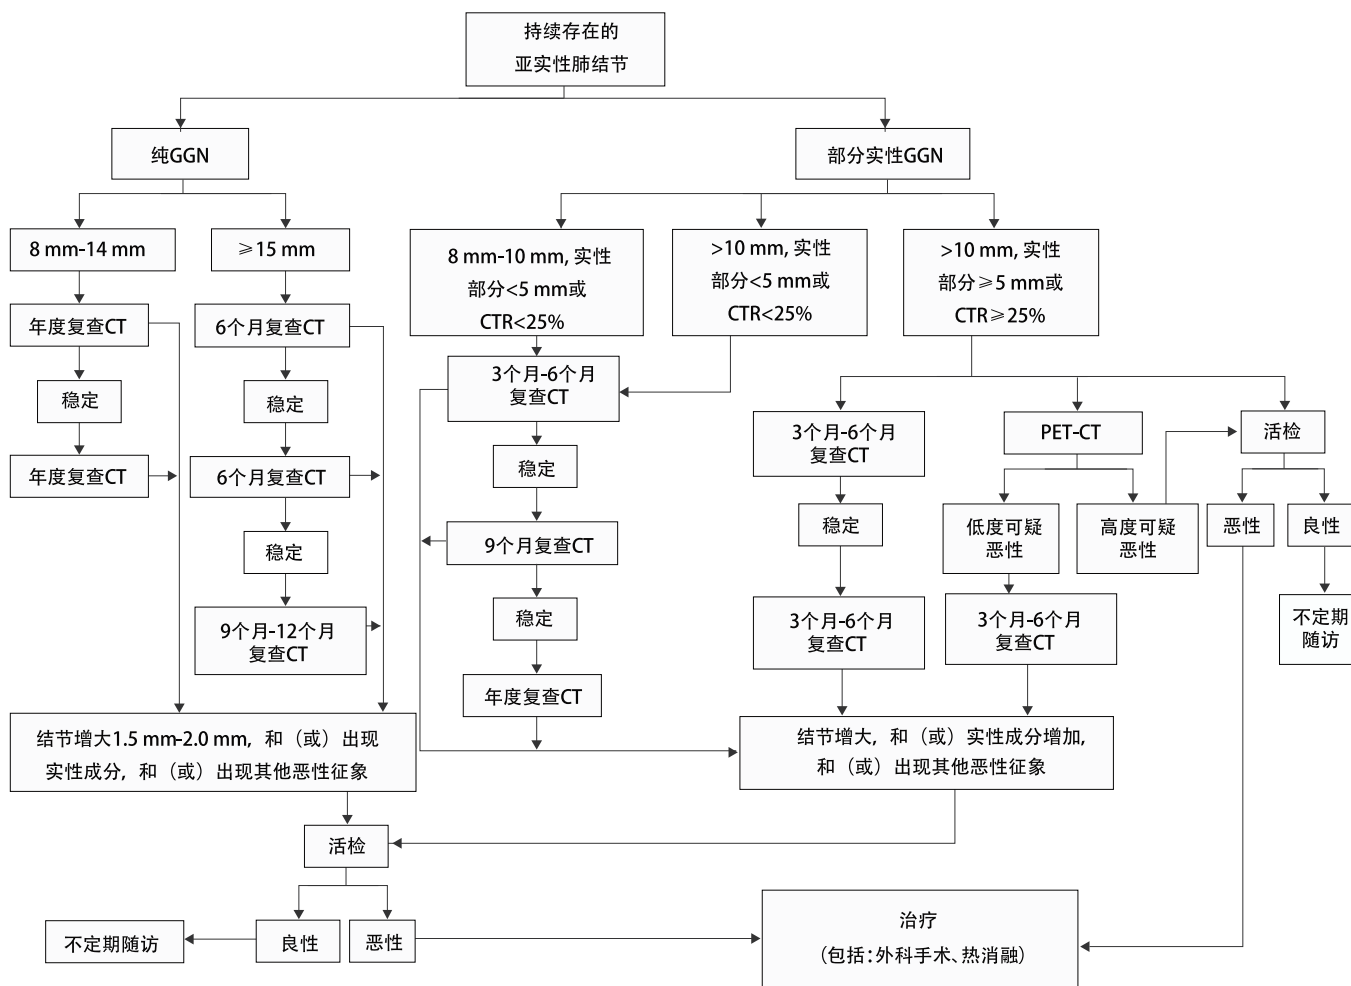 持续存在的
亚实性肺结节
纯GGN
部分实性GGN
8 mm-14 mm
≥15 mm
8 mm-10 mm, 实性
部分<5 mm或
CTR<25%
>10 mm, 实性
部分<5 mm或
CTR<25%
>10 mm, 实性
部分≥5 mm或
CTR≥25%
年度复查CT
6个月复查CT
3个月-6个月
复查CT
稳定
稳定
3个月-6个月
复查CT
PET-CT
活检
年度复查CT
6个月复查CT
稳定
稳定
低度可疑
恶性
高度可疑
恶性
恶性
良性
稳定
9个月复查CT
9个月-12个月
复查CT
稳定
3个月-6个月
复查CT
3个月-6个月
复查CT
不定期
随访
年度复查CT
结节增大1.5 mm-2.0 mm, 和（或）出现
实性成分, 和（或）出现其他恶性征象
结节增大, 和（或）实性成分增加,
和（或）出现其他恶性征象
活检
不定期随访
良性
恶性
治疗
(包括:外科手术、热消融)